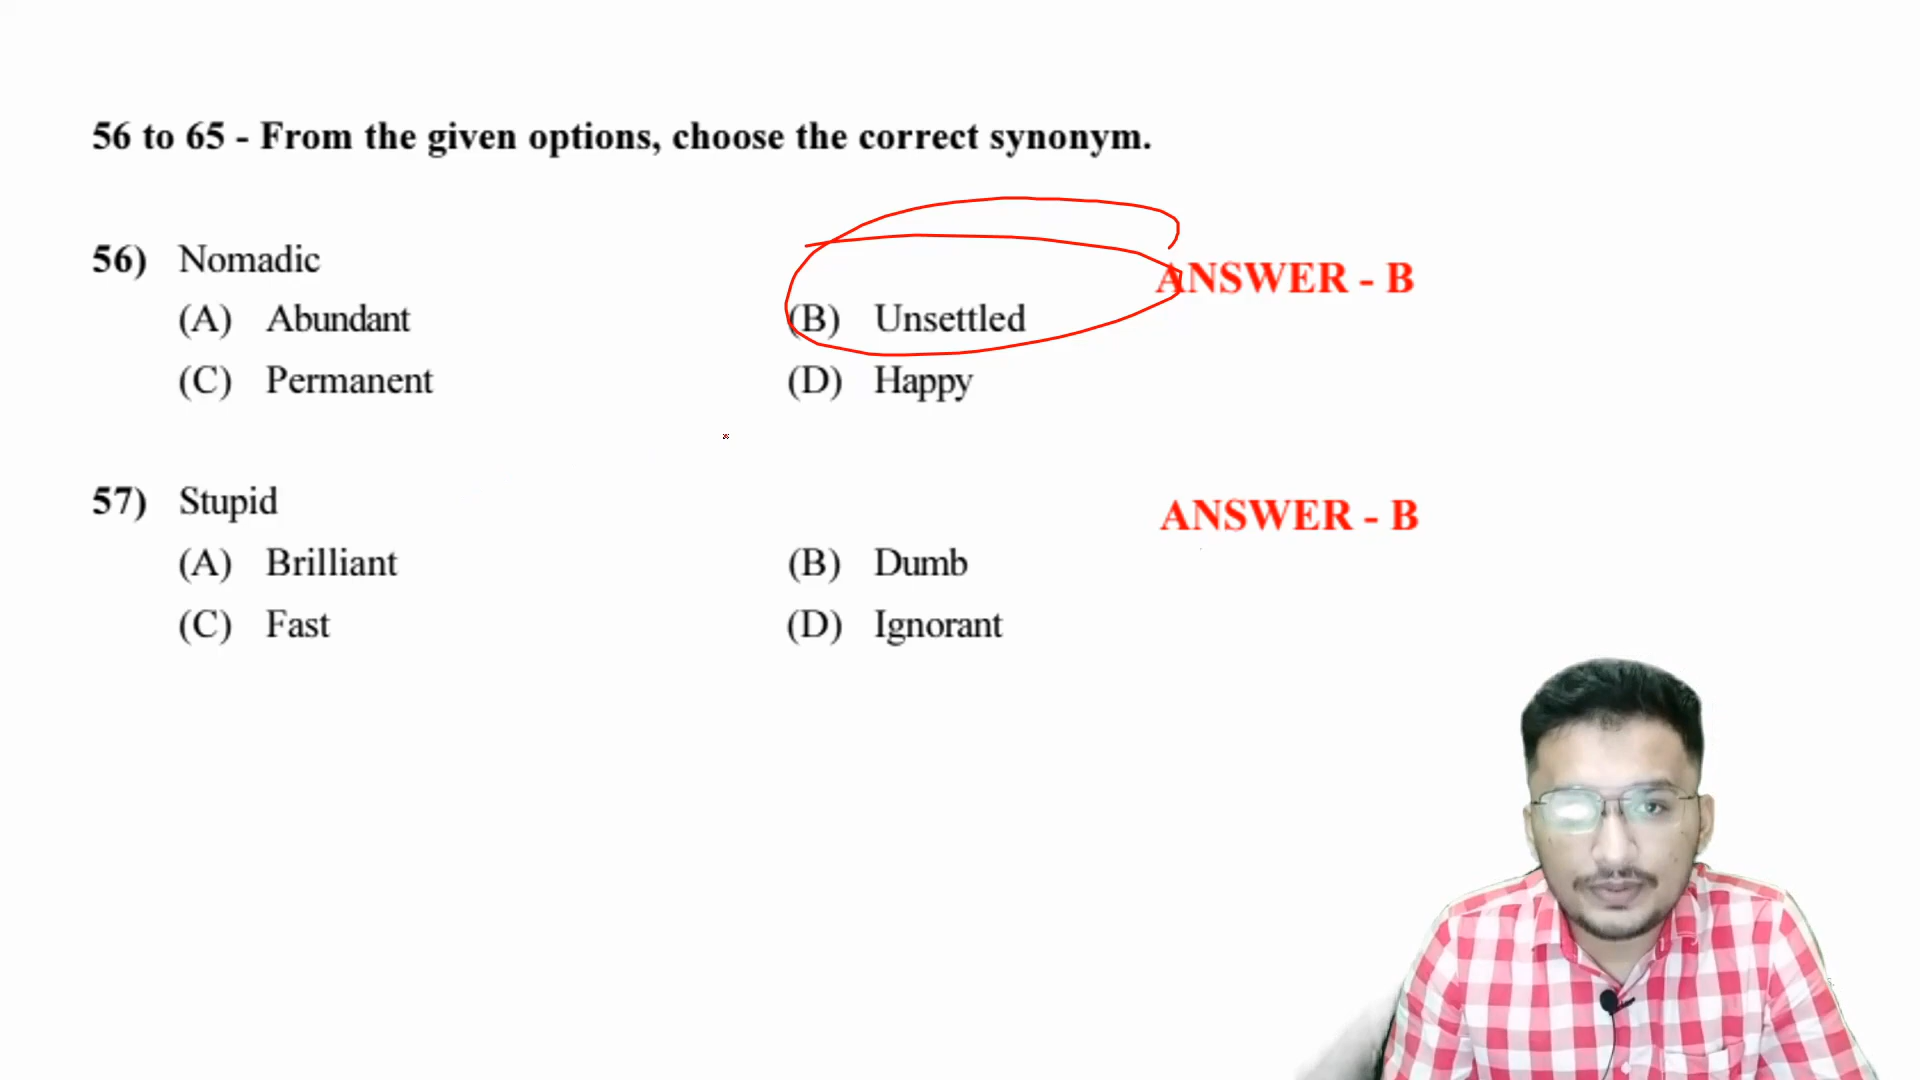 56 to 65 - From the given options, choose the correct synonym.
56) Nomadic
ANSWER - B
(A) Abundant (B) Unsettled
(C) Permanent (D) Happy
57) Stupid
ANSWER - B
(A) Brilliant (B) Dumb
(C) Fast (D) Ignorant